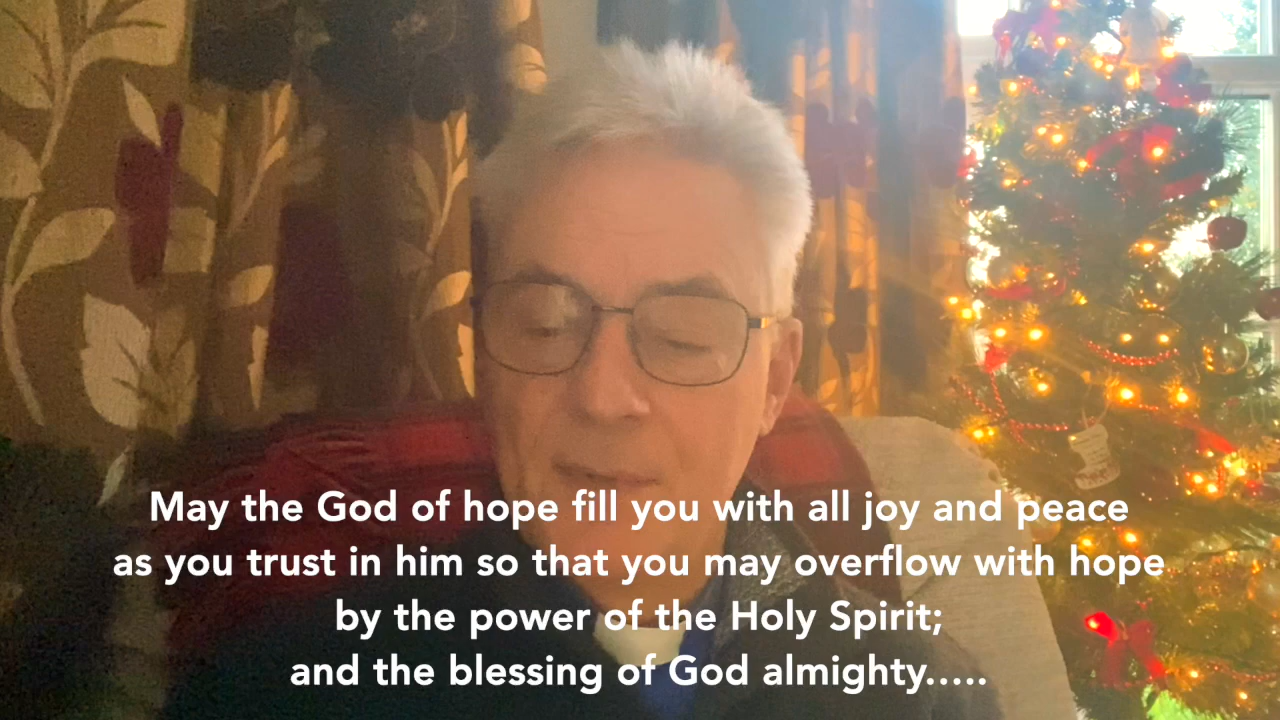 May the God of hope fill you with all joy and peace
as you trust in him so that you may overflow with hope
by the power of the Holy Spirit;
and the blessing of God almighty.....